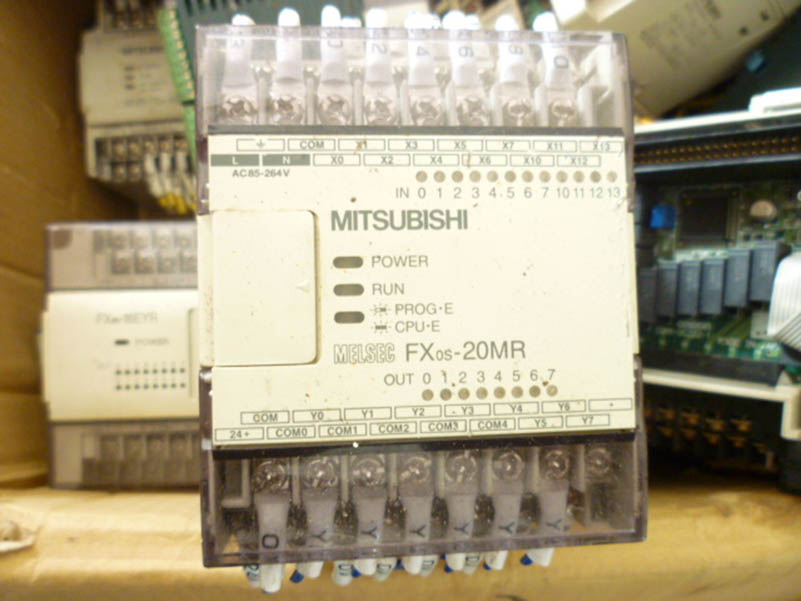 ⏚ COM X1 X3 X5 X7 X11 X13
L N X0 X2 X4 X6 X10 X12
AC85-264V
IN 0 1 2 3 4 5 6 7 10 11 12 13
MITSUBISHI
POWER
RUN
PROG·E
CPU·E
MELSEC FX0S-20MR
OUT 0 1 2 3 4 5 6 7
COM Y0 Y1 Y2 Y3 Y4 Y6 •
24+ COM0 COM1 COM2 COM3 COM4 Y5 Y7
POWER